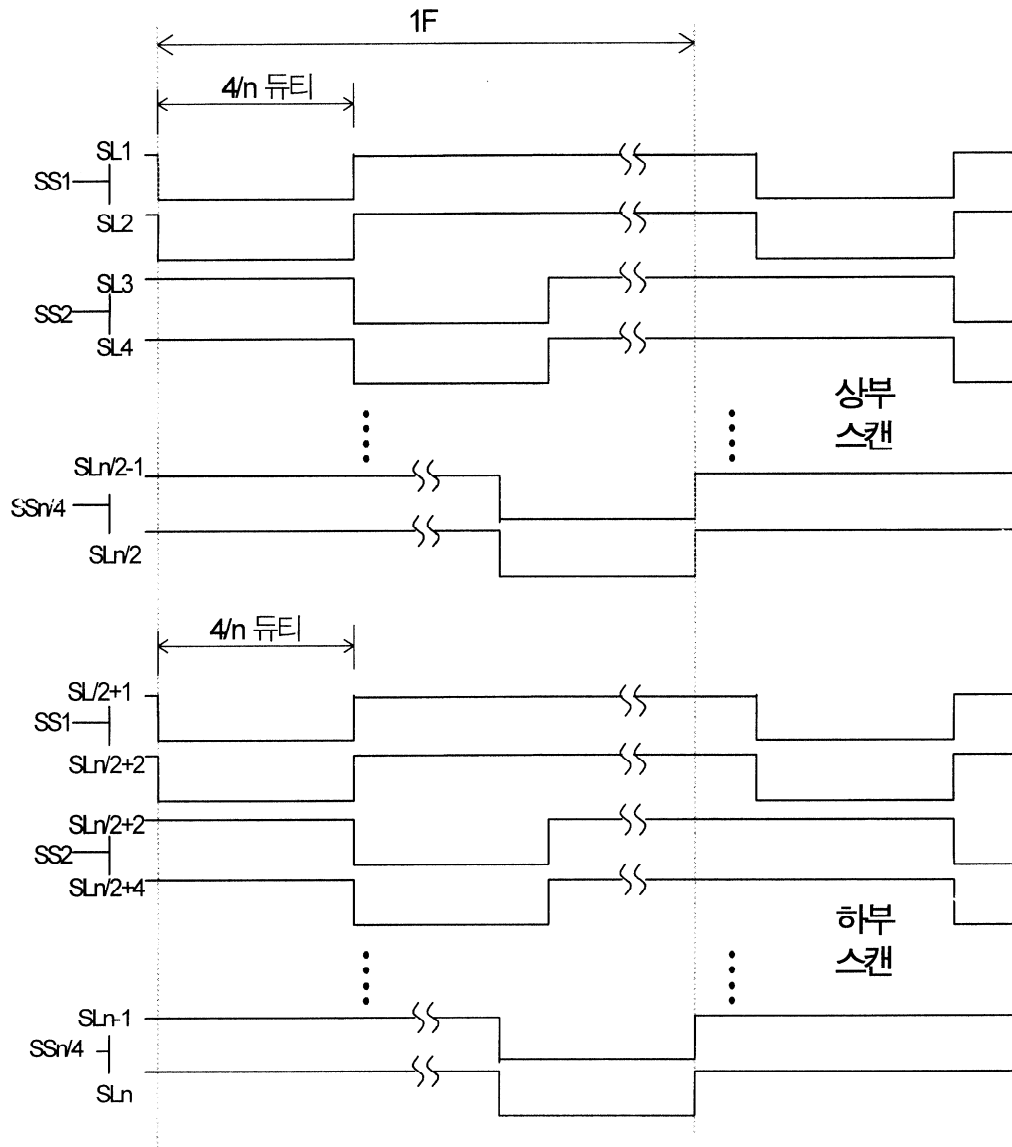 1F
4/n 듀티
SL1
SS1
SL2
SL3
SS2
SL4
상부
스캔
SLn/2-1
SSn/4
SLn/2
4/n 듀티
SL/2+1
SS1
SLn/2+2
SLn/2+2
SS2
SLn/2+4
하부
스캔
SLn-1
SSn/4
SLn